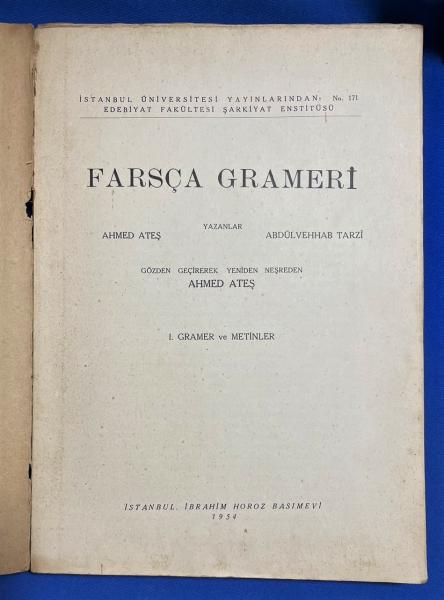 İSTANBUL ÜNİVERSİTESİ YAYINLARINDAN: No. 171
EDEBİYAT FAKÜLTESİ ŞARKİYAT ENSTİTÜSÜ
FARSÇA GRAMERİ
YAZANLAR
AHMED ATEŞ ABDÜLVEHHAB TARZİ
GÖZDEN GEÇİREREK YENİDEN NEŞREDEN
AHMED ATEŞ
I. GRAMER ve METİNLER
İSTANBUL. İBRAHİM HOROZ BASIMEVİ
1954